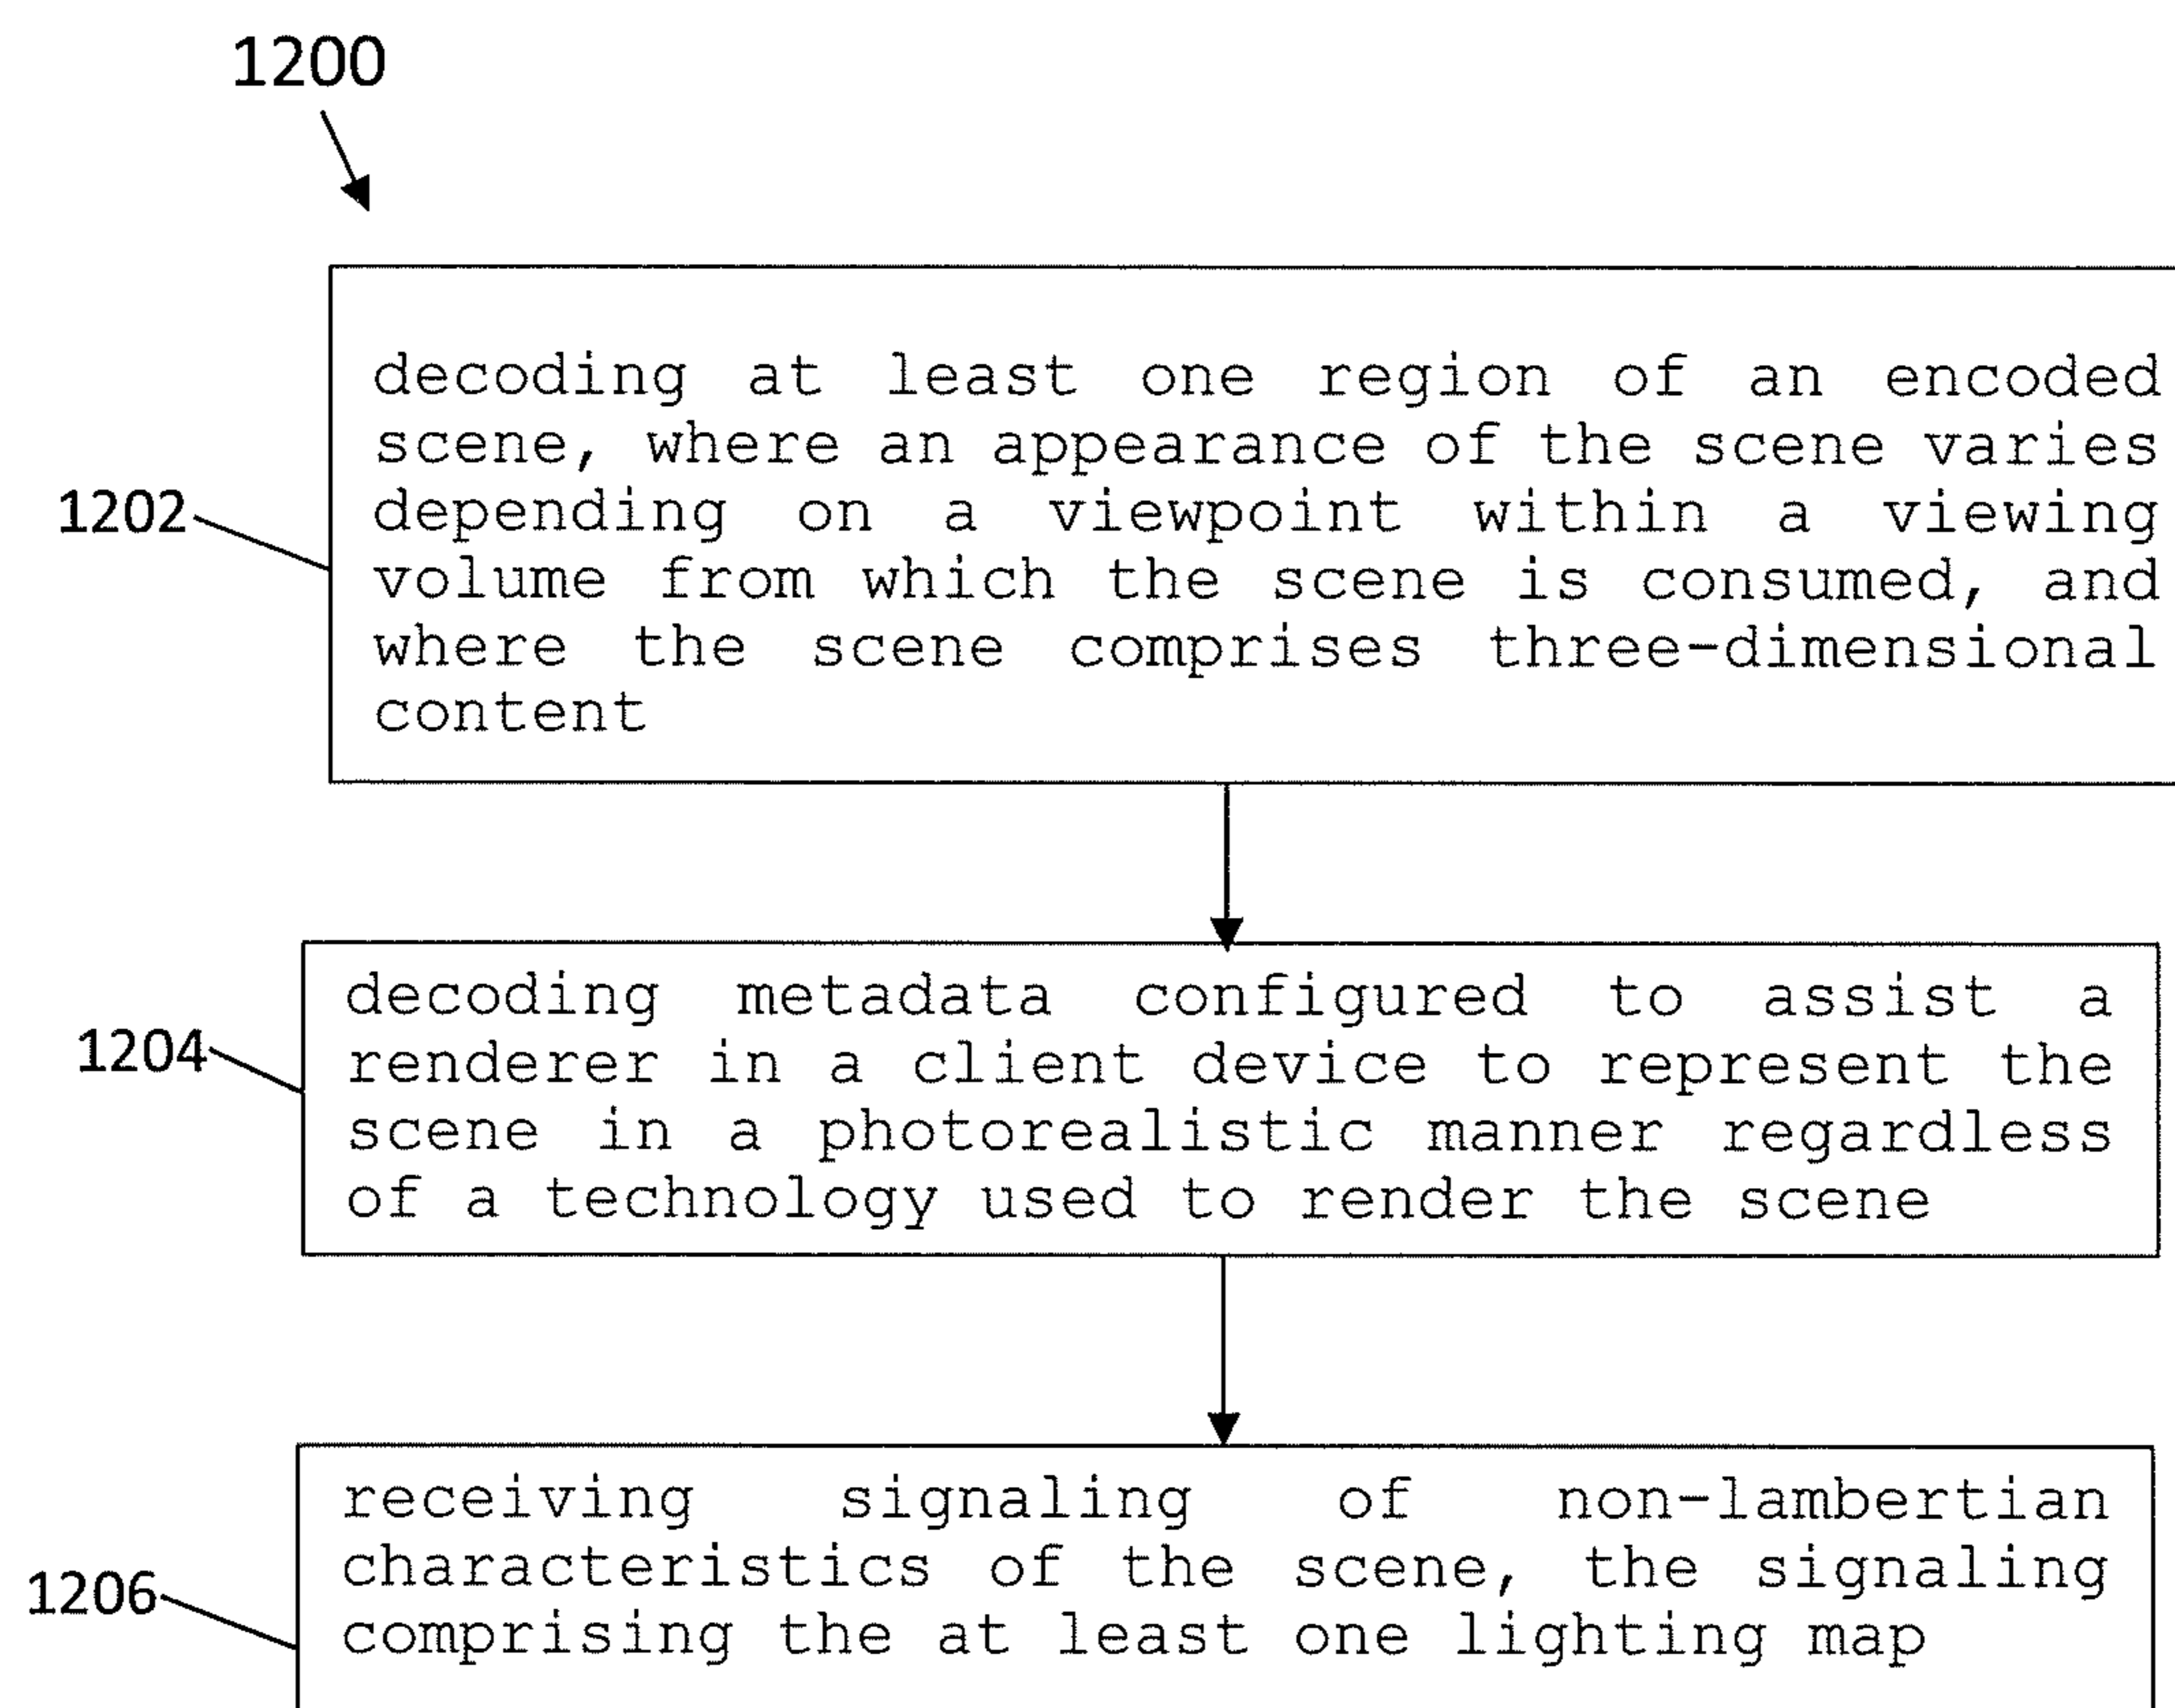 1200
decoding at least one region of an encoded
scene, where an appearance of the scene varies
depending on a viewpoint within a viewing
volume from which the scene is consumed, and
where the scene comprises three-dimensional
content
1202
decoding metadata configured to assist a
renderer in a client device to represent the
scene in a photorealistic manner regardless
of a technology used to render the scene
1204
receiving signaling of non-lambertian
characteristics of the scene, the signaling
comprising the at least one lighting map
1206